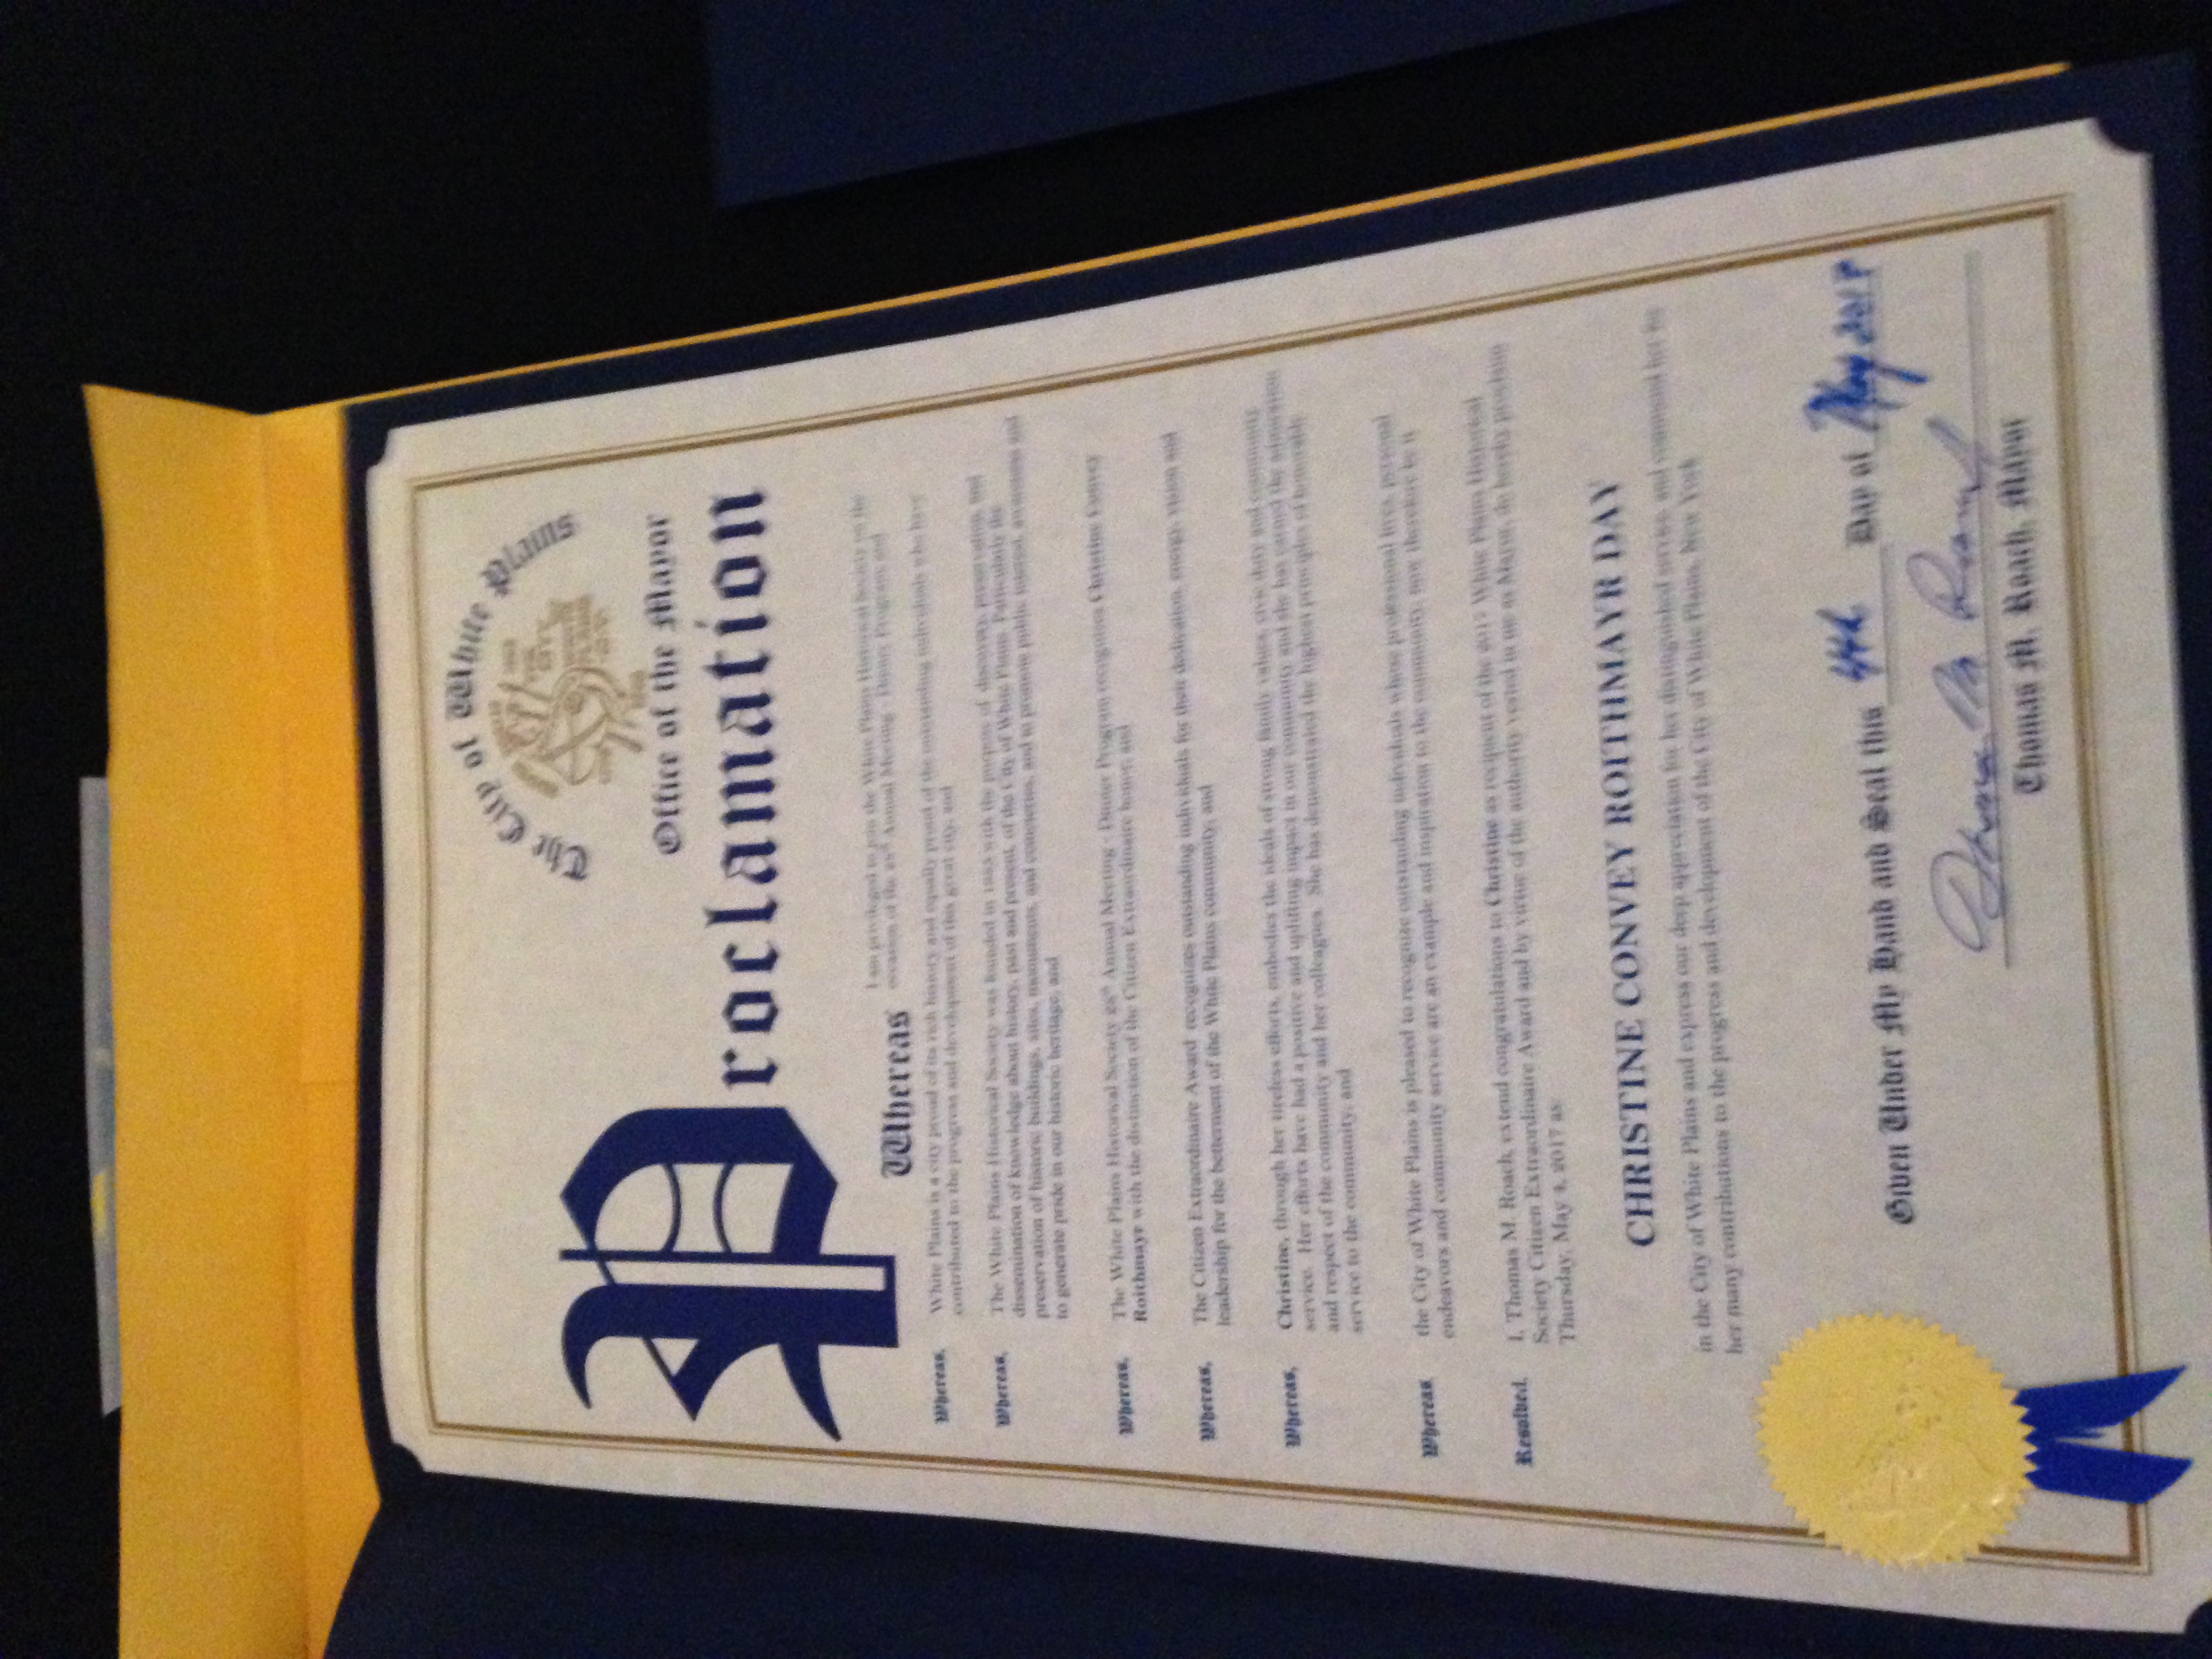 The City of White Plains
Office of the Mayor
Proclamation
Whereas I am privileged to join the White Plains Historical Society on the
occasion of the Annual Meeting - Dinner Program; and
Whereas, White Plains is a city proud of its rich history and equally proud of the outstanding individuals who have
contributed to the progress and development of this great city; and
Whereas, The White Plains Historical Society was founded in with the purpose of discovery, preservation, and
dissemination of knowledge about history, past and present, of the City of White Plains. Particularly the
preservation of historic buildings, sites, monuments, and cemeteries, and to promote public interest, awareness and
to generate pride in our historic heritage; and
Whereas, The White Plains Historical Society Annual Meeting - Dinner Program recognizes Christine Convey
Roithmayr with the distinction of the Citizen Extraordinaire honor; and
Whereas, The Citizen Extraordinaire Award recognizes outstanding individuals for their dedication, energy, vision and
leadership for the betterment of the White Plains community; and
Whereas, Christine, through her tireless efforts, embodies the ideals of strong family values, civic duty and community
service. Her efforts have had a positive and uplifting impact in our community and she has earned the admiration
and respect of the community and her colleagues. She has demonstrated the highest principles of honorable
service to the community; and
Whereas the City of White Plains is pleased to recognize outstanding individuals whose professional lives, personal
endeavors and community service are an example and inspiration to the community; now therefore be it
Resolved, I, Thomas M. Roach, extend congratulations to Christine as recipient of the 2017 White Plains Historical
Society Citizen Extraordinaire Award and by virtue of the authority vested in me as Mayor, do hereby proclaim
Thursday, May 4, 2017 as:
CHRISTINE CONVEY ROITHMAYR DAY
in the City of White Plains and express our deep appreciation for her distinguished service, and commend her for
her many contributions to the progress and development of the City of White Plains, New York
Given Under My Hand and Seal this 4th Day of May 2017
Thomas M Roach
Thomas M. Roach, Mayor